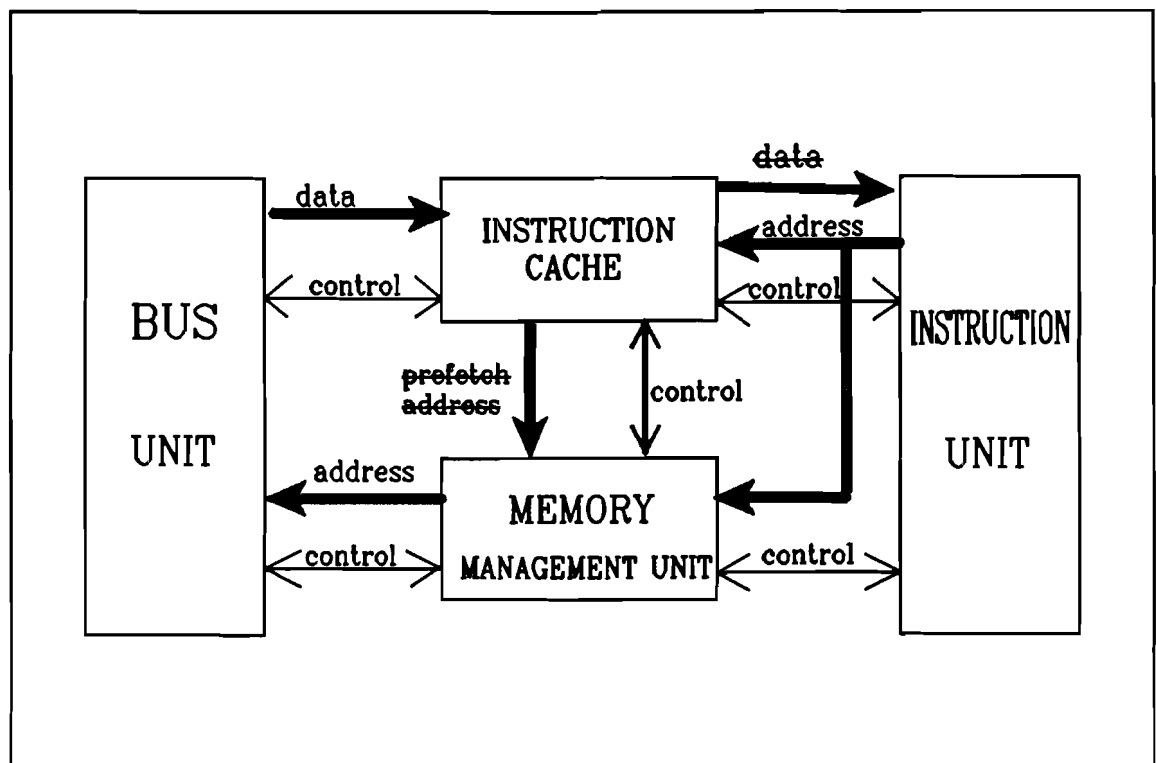 data
data
address
INSTRUCTION
CACHE
control
control
BUS
UNIT
INSTRUCTION
UNIT
prefetch
address
control
address
MEMORY
MANAGEMENT UNIT
control
control